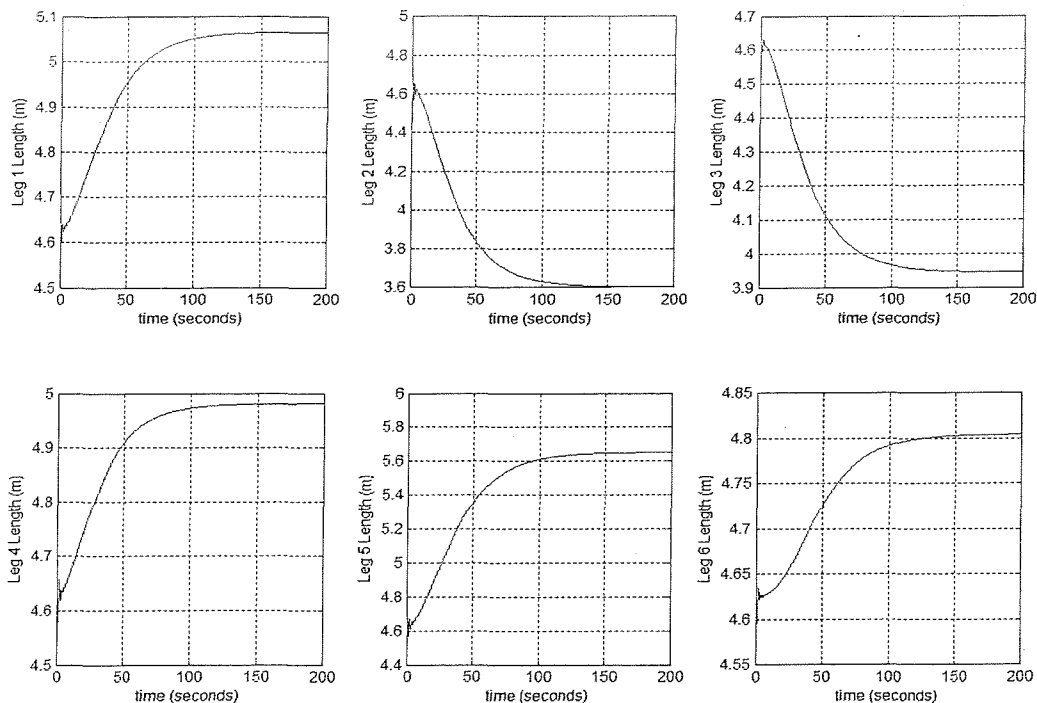 5.1
5
4.9
4.8
4.7
4.6
4.5
Leg 1 Length (m)
0 50 100 150 200
time (seconds)
5
4.8
4.6
4.4
4.2
4
3.8
3.6
Leg 2 Length (m)
0 50 100 150 200
time (seconds)
4.7
4.6
4.5
4.4
4.3
4.2
4.1
4
3.9
Leg 3 Length (m)
0 50 100 150 200
time (seconds)
5
4.9
4.8
4.7
4.6
4.5
Leg 4 Length (m)
0 50 100 150 200
time (seconds)
6
5.8
5.6
5.4
5.2
5
4.8
4.6
4.4
Leg 5 Length (m)
0 50 100 150 200
time (seconds)
4.85
4.8
4.75
4.7
4.65
4.6
4.55
Leg 6 Length (m)
0 50 100 150 200
time (seconds)